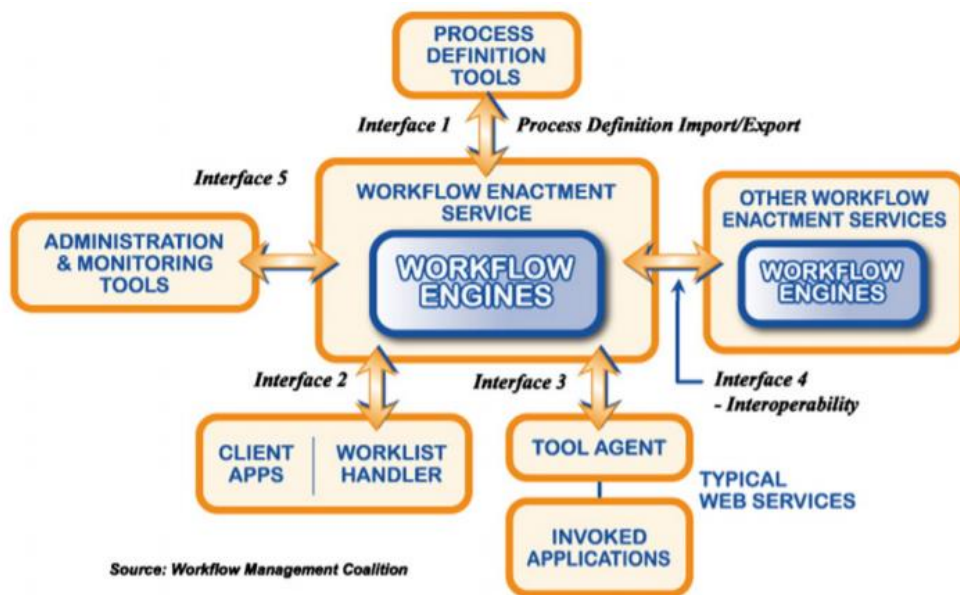 PROCESS
DEFINITION
TOOLS
Interface 1
Process Definition Import/Export
Interface 5
WORKFLOW ENACTMENT
SERVICE
WORKFLOW
ENGINES
OTHER WORKFLOW
ENACTMENT SERVICES
WORKFLOW
ENGINES
ADMINISTRATION
& MONITORING
TOOLS
Interface 2
Interface 3
Interface 4
- Interoperability
CLIENT
APPS
WORKLIST
HANDLER
TOOL AGENT
TYPICAL
WEB SERVICES
INVOKED
APPLICATIONS
Source: Workflow Management Coalition